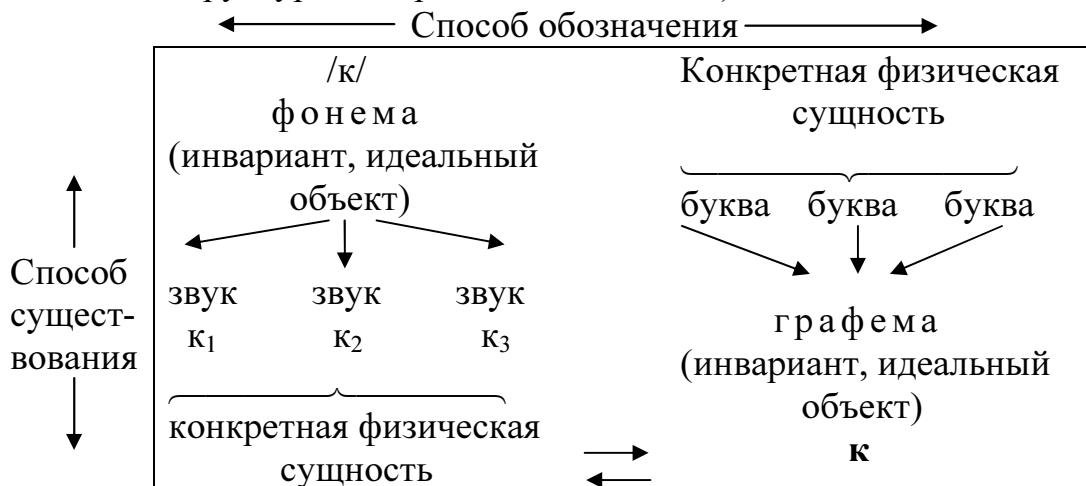 Способ обозначения
/к/
фонема
(инвариант, идеальный
объект)
звук звук звук
к₁ к₂ к₃
конкретная физическая
сущность
Конкретная физическая
сущность
буква буква буква
графема
(инвариант, идеальный
объект)
к
Способ
сущест-
вования